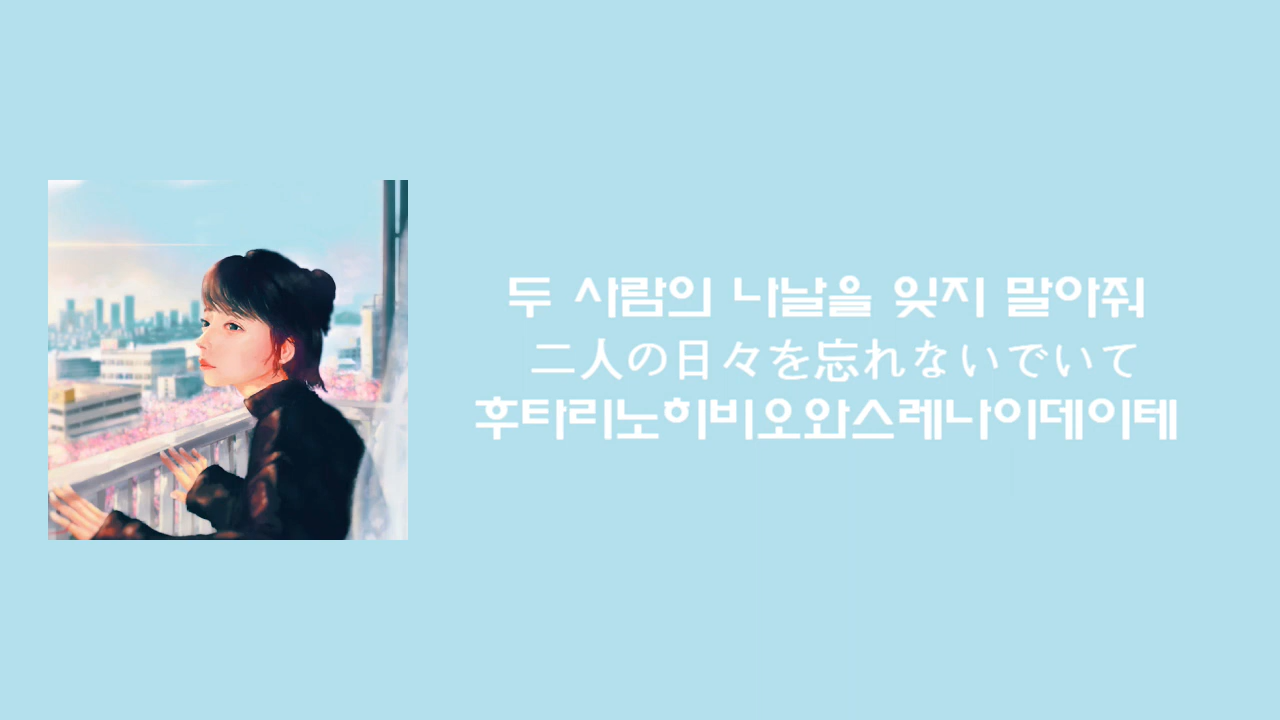 두 사람의 나날을 잊지 말아줘
二人の日々を忘れないでいて
후타리노히비오와스레나이데이테